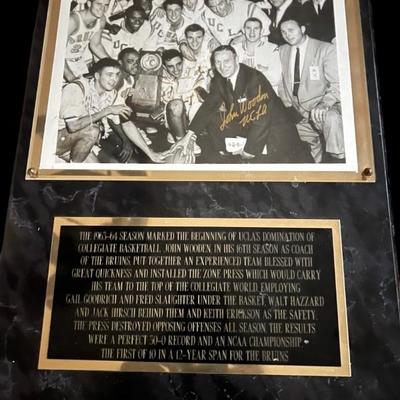 UCLA
UCLA
John Wooden
UCLA
THE 1963-64 SEASON MARKED THE BEGINNING OF UCLA'S DOMINATION OF
COLLEGIATE BASKETBALL. JOHN WOODEN, IN HIS 16TH SEASON AS COACH
OF THE BRUINS, PUT TOGETHER AN EXPERIENCED TEAM BLESSED WITH
GREAT QUICKNESS AND INSTALLED THE ZONE PRESS WHICH WOULD CARRY
HIS TEAM TO THE TOP OF THE COLLEGIATE WORLD. EMPLOYING
GAIL GOODRICH AND FRED SLAUGHTER UNDER THE BASKET, WALT HAZZARD
AND JACK HIRSCH BEHIND THEM AND KEITH ERICKSON AS THE SAFETY.
THE PRESS DESTROYED OPPOSING OFFENSES ALL SEASON. THE RESULTS
WERE A PERFECT 30-0 RECORD AND AN NCAA CHAMPIONSHIP -
THE FIRST OF 10 IN A 12-YEAR SPAN FOR THE BRUINS